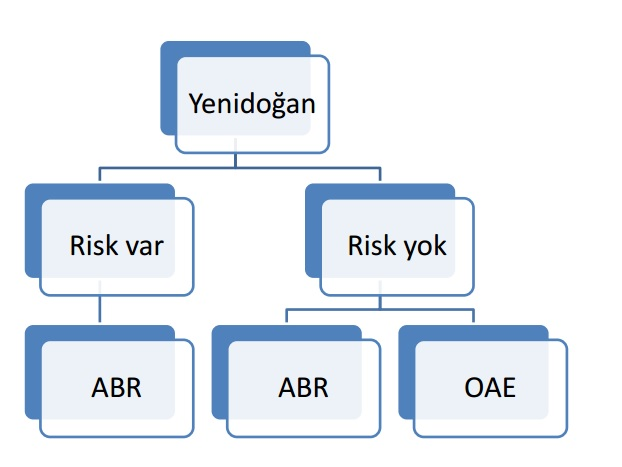 Yenidoğan
Risk var
Risk yok
ABR
ABR
OAE